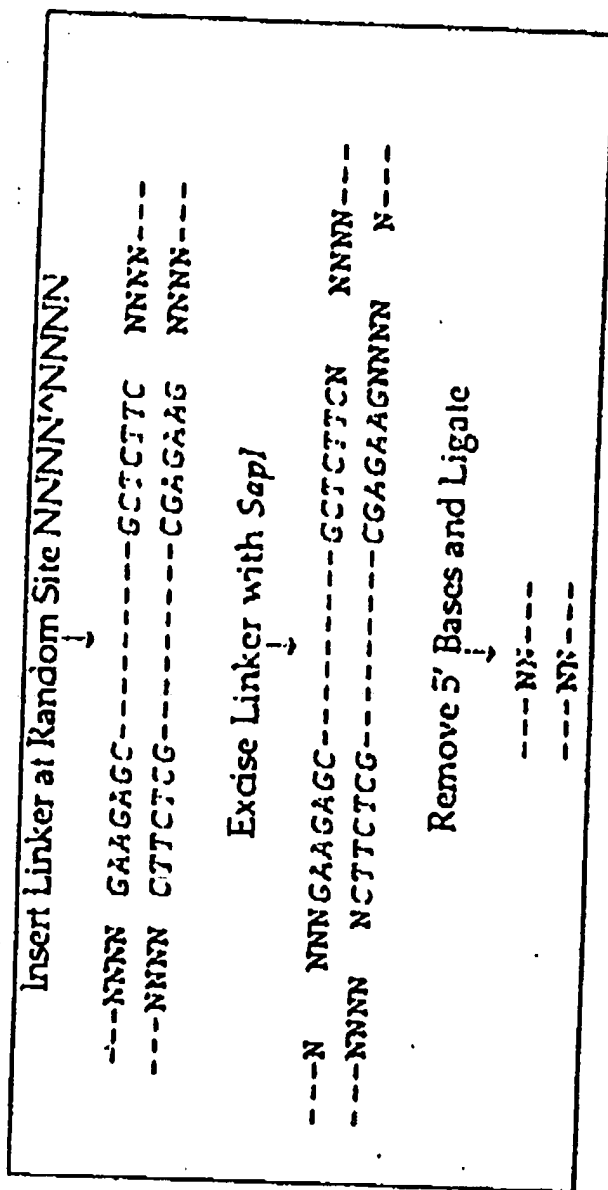 Insert Linker at Random Site NNNN^NNNN
---NNNN GAAGAGC---------GCTCTTC NNNN---
---NNNN CTTCTCG---------CGAGAAG NNNN---
Excise Linker with SapI
---N NNNGAAGAGC---------GCTCTTCN NNNN---
---NNNN NCTTCTCG---------CGAGAAGNNNN N---
Remove 5' Bases and Ligate
---NN---
---NN---